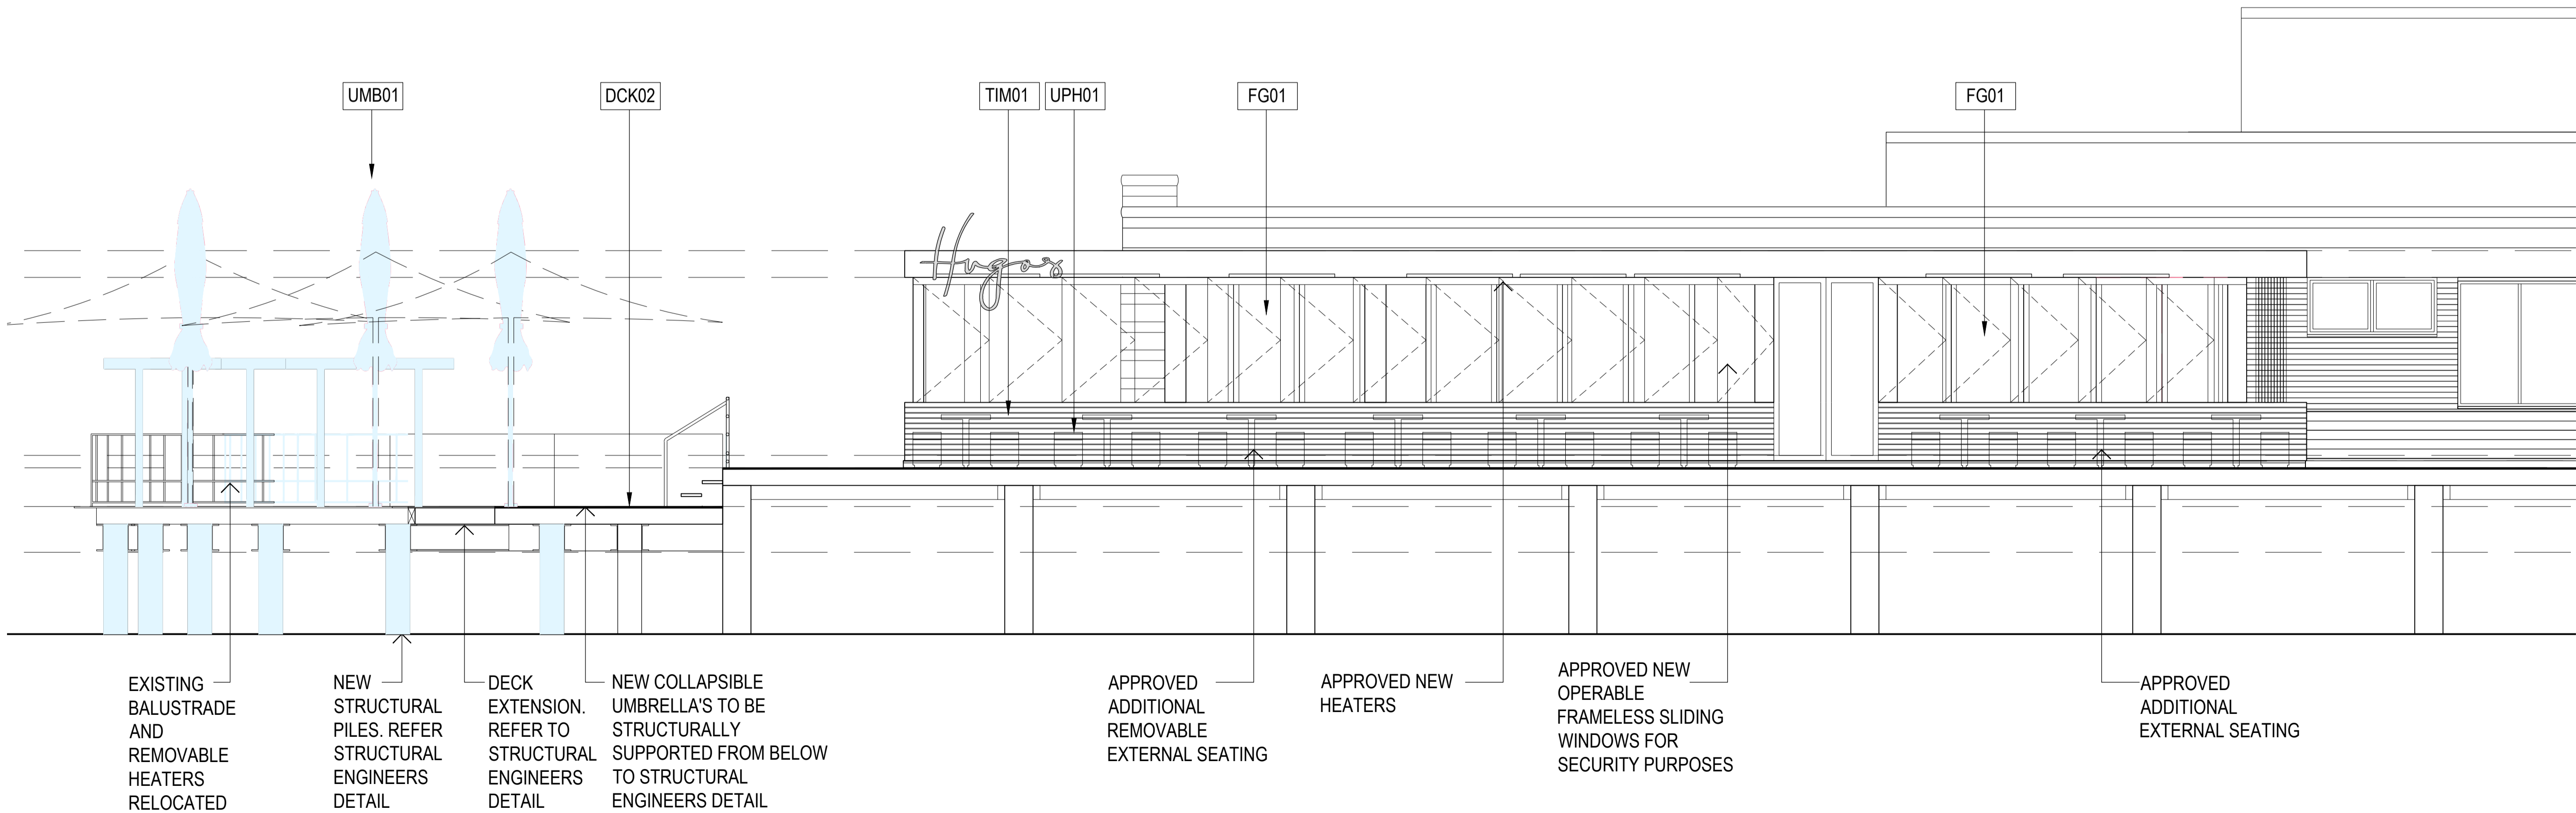 UMB01
DCK02
TIM01
UPH01
FG01
FG01
Hugos
EXISTING
BALUSTRADE
AND
REMOVABLE
HEATERS
RELOCATED
NEW
STRUCTURAL
PILES. REFER
STRUCTURAL
ENGINEERS
DETAIL
DECK
EXTENSION.
REFER TO
STRUCTURAL
ENGINEERS
DETAIL
NEW COLLAPSIBLE
UMBRELLA'S TO BE
STRUCTURALLY
SUPPORTED FROM BELOW
TO STRUCTURAL
ENGINEERS DETAIL
APPROVED
ADDITIONAL
REMOVABLE
EXTERNAL SEATING
APPROVED NEW
HEATERS
APPROVED NEW
OPERABLE
FRAMELESS SLIDING
WINDOWS FOR
SECURITY PURPOSES
APPROVED
ADDITIONAL
EXTERNAL SEATING